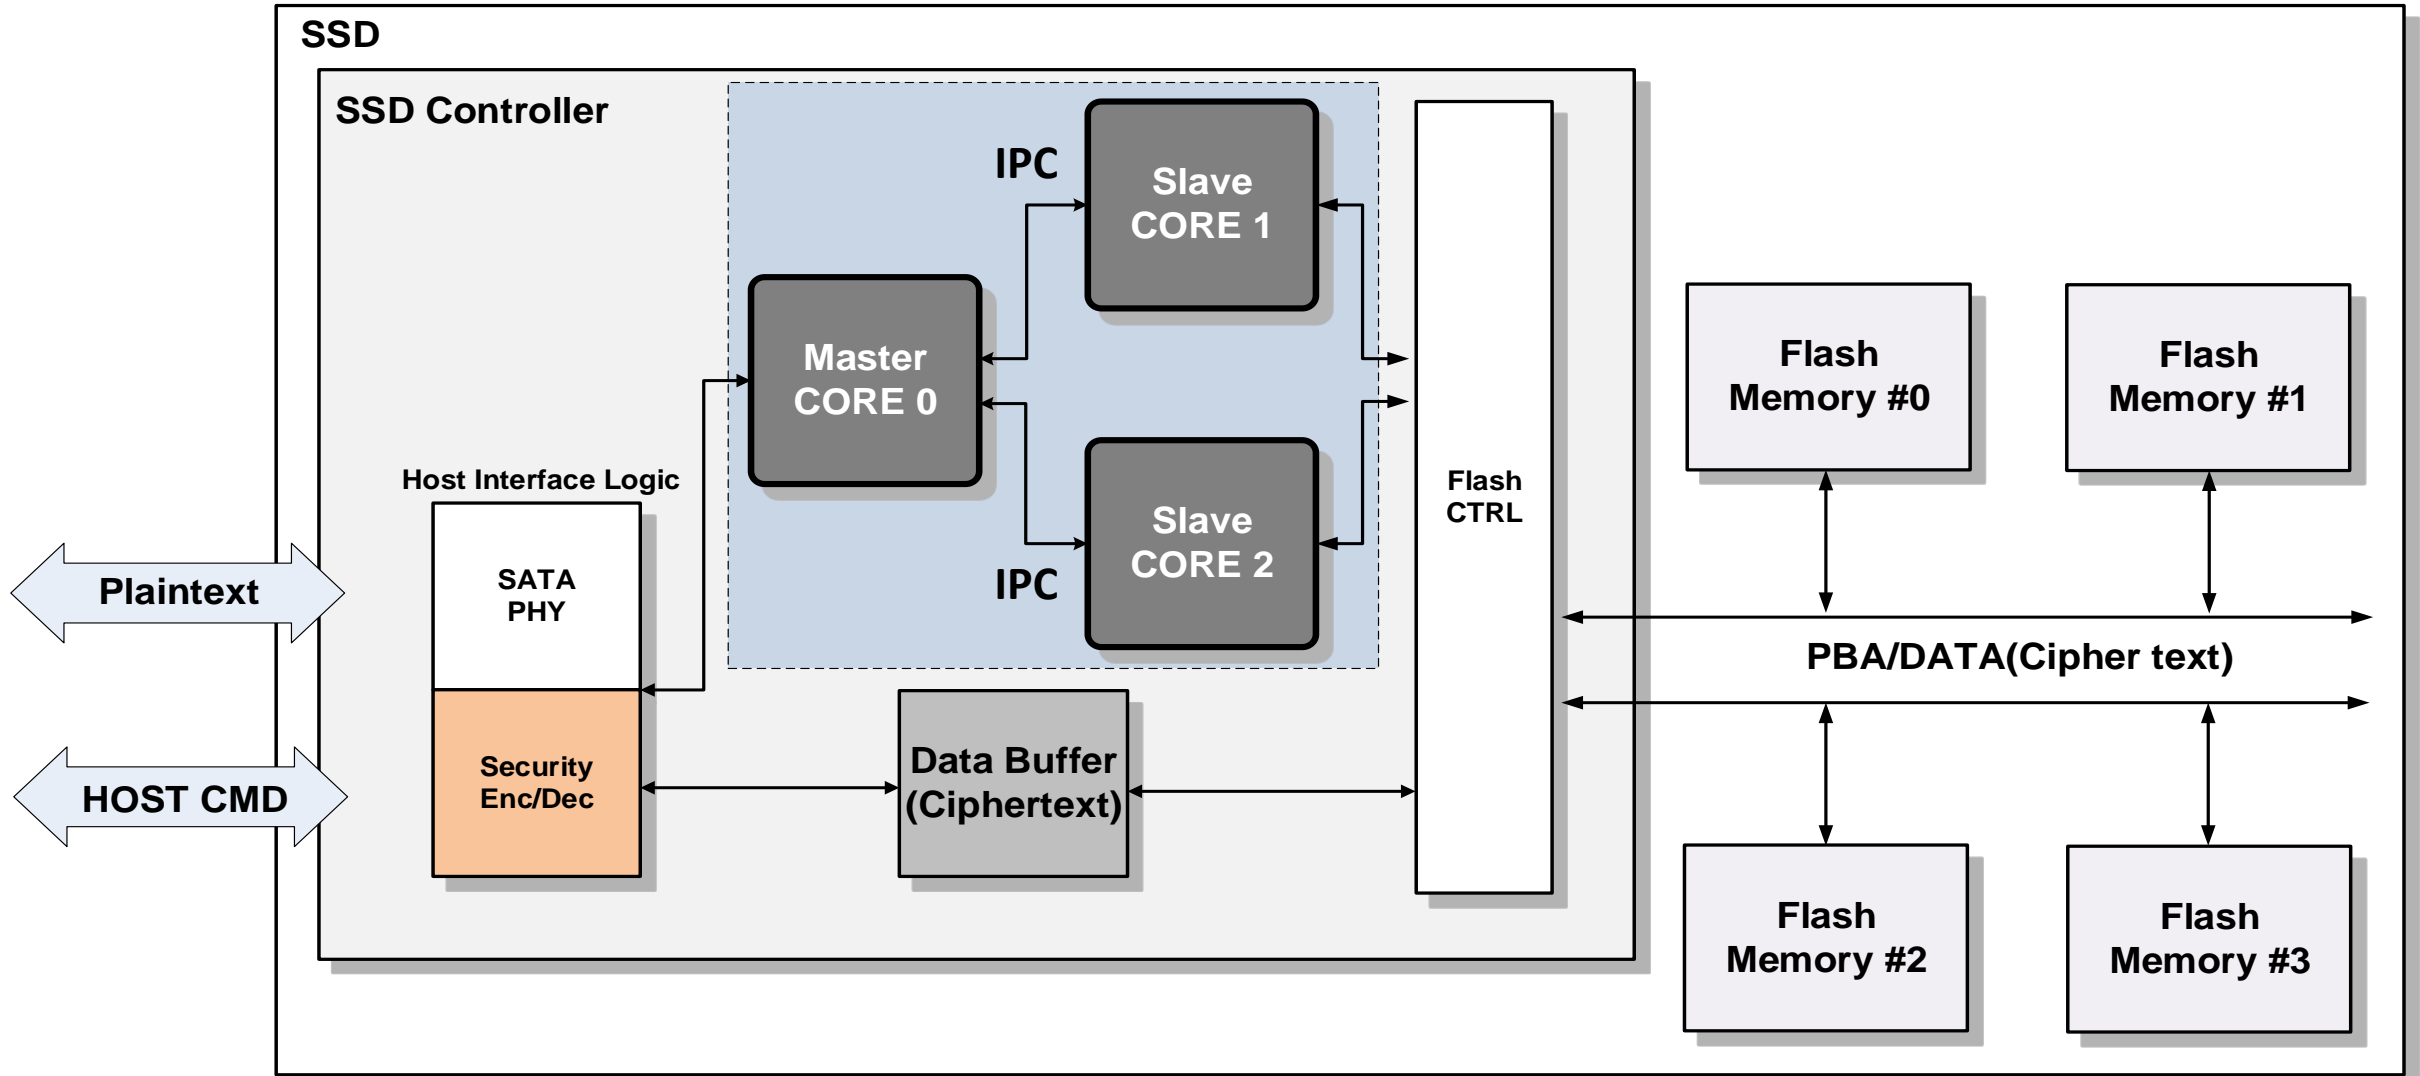 SSD
SSD Controller
IPC
Slave
CORE 1
Master
CORE 0
Slave
CORE 2
IPC
Host Interface Logic
SATA
PHY
Security
Enc/Dec
Plaintext
HOST CMD
Data Buffer
(Ciphertext)
Flash
CTRL
Flash
Memory #0
Flash
Memory #1
PBA/DATA(Cipher text)
Flash
Memory #2
Flash
Memory #3